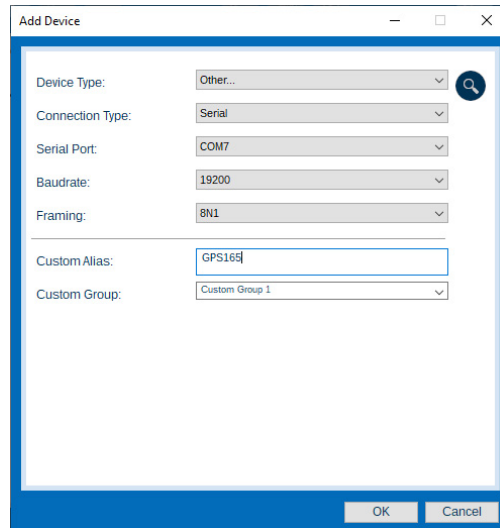 Add Device
Device Type: Other...
Connection Type: Serial
Serial Port: COM7
Baudrate: 19200
Framing: 8N1
Custom Alias: GPS165
Custom Group: Custom Group 1
OK Cancel